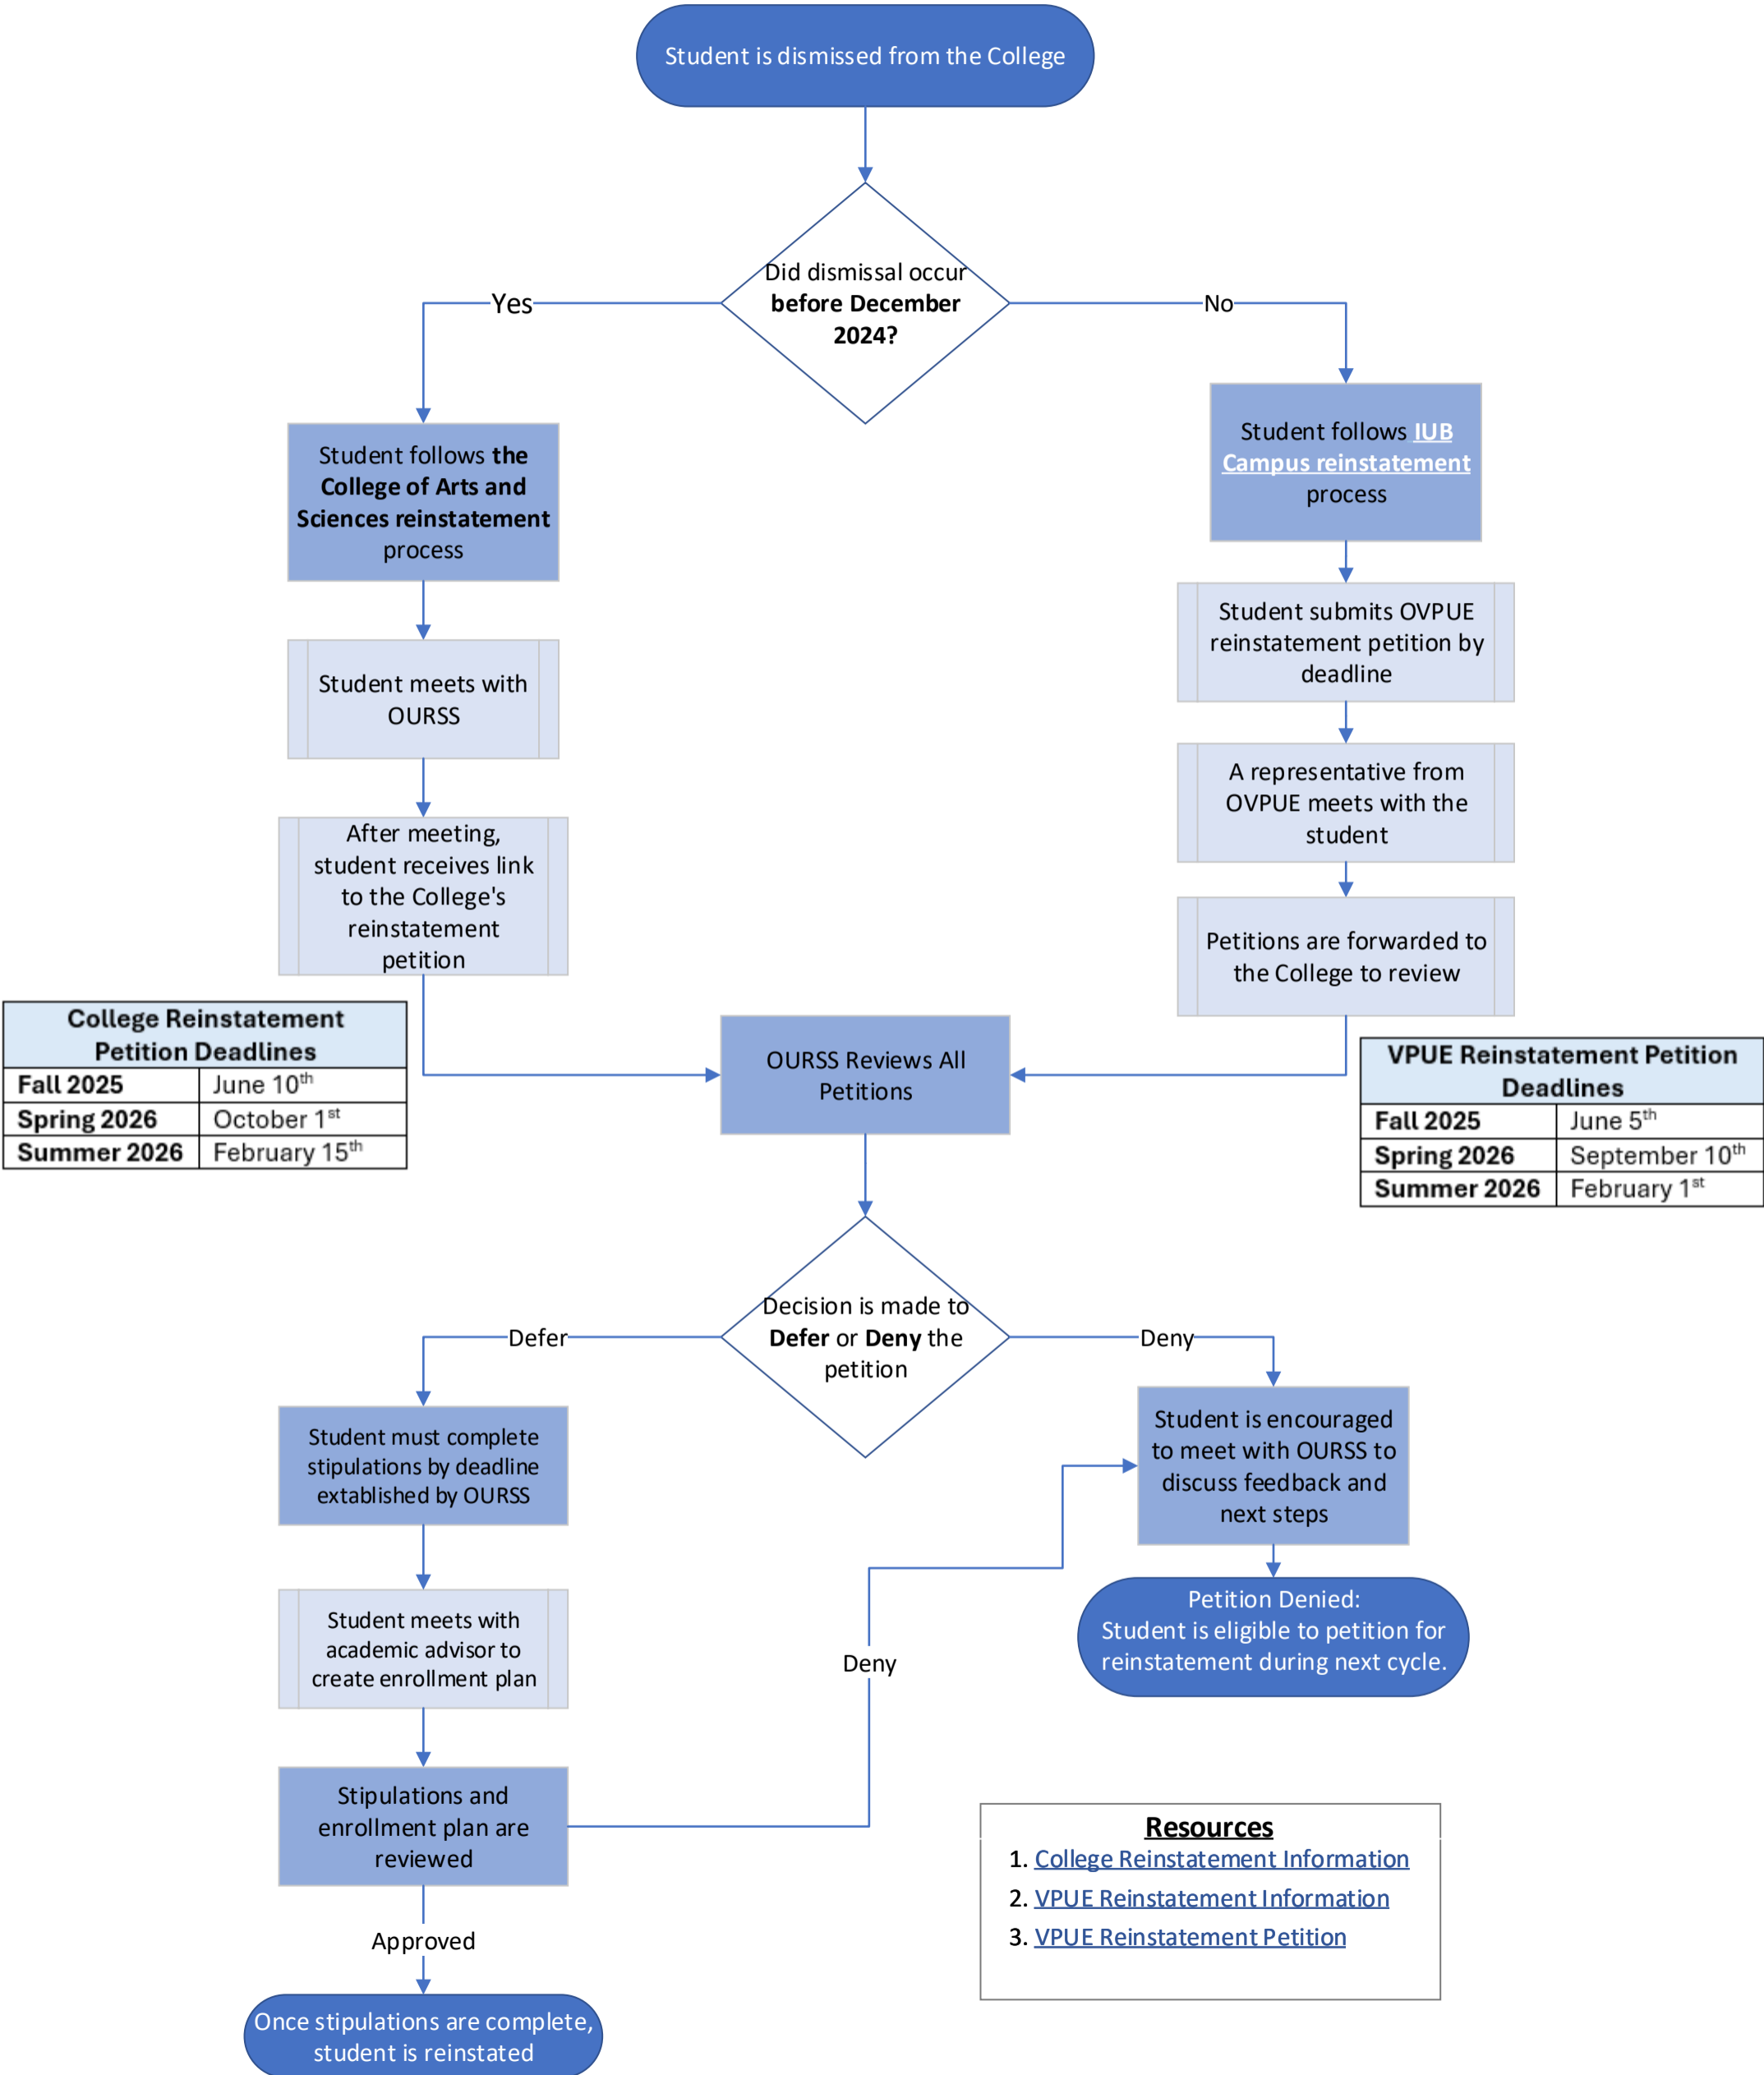 Student is dismissed from the College
Did dismissal occur
before December
2024?
Yes
No
Student follows the
College of Arts and
Sciences reinstatement
process
Student follows IUB
Campus reinstatement
process
Student meets with
OURSS
Student submits OVPUE
reinstatement petition by
deadline
After meeting,
student receives link
to the College's
reinstatement
petition
A representative from
OVPUE meets with the
student
Petitions are forwarded to
the College to review
College Reinstatement
Petition Deadlines
Fall 2025 June 10th
Spring 2026 October 1st
Summer 2026 February 15th
OURSS Reviews All
Petitions
VPUE Reinstatement Petition
Deadlines
Fall 2025 June 5th
Spring 2026 September 10th
Summer 2026 February 1st
Decision is made to
Defer or Deny the
petition
Defer
Deny
Student must complete
stipulations by deadline
extablished by OURSS
Student is encouraged
to meet with OURSS to
discuss feedback and
next steps
Student meets with
academic advisor to
create enrollment plan
Petition Denied:
Student is eligible to petition for
reinstatement during next cycle.
Deny
Stipulations and
enrollment plan are
reviewed
Approved
Once stipulations are complete,
student is reinstated
Resources
1. College Reinstatement Information
2. VPUE Reinstatement Information
3. VPUE Reinstatement Petition